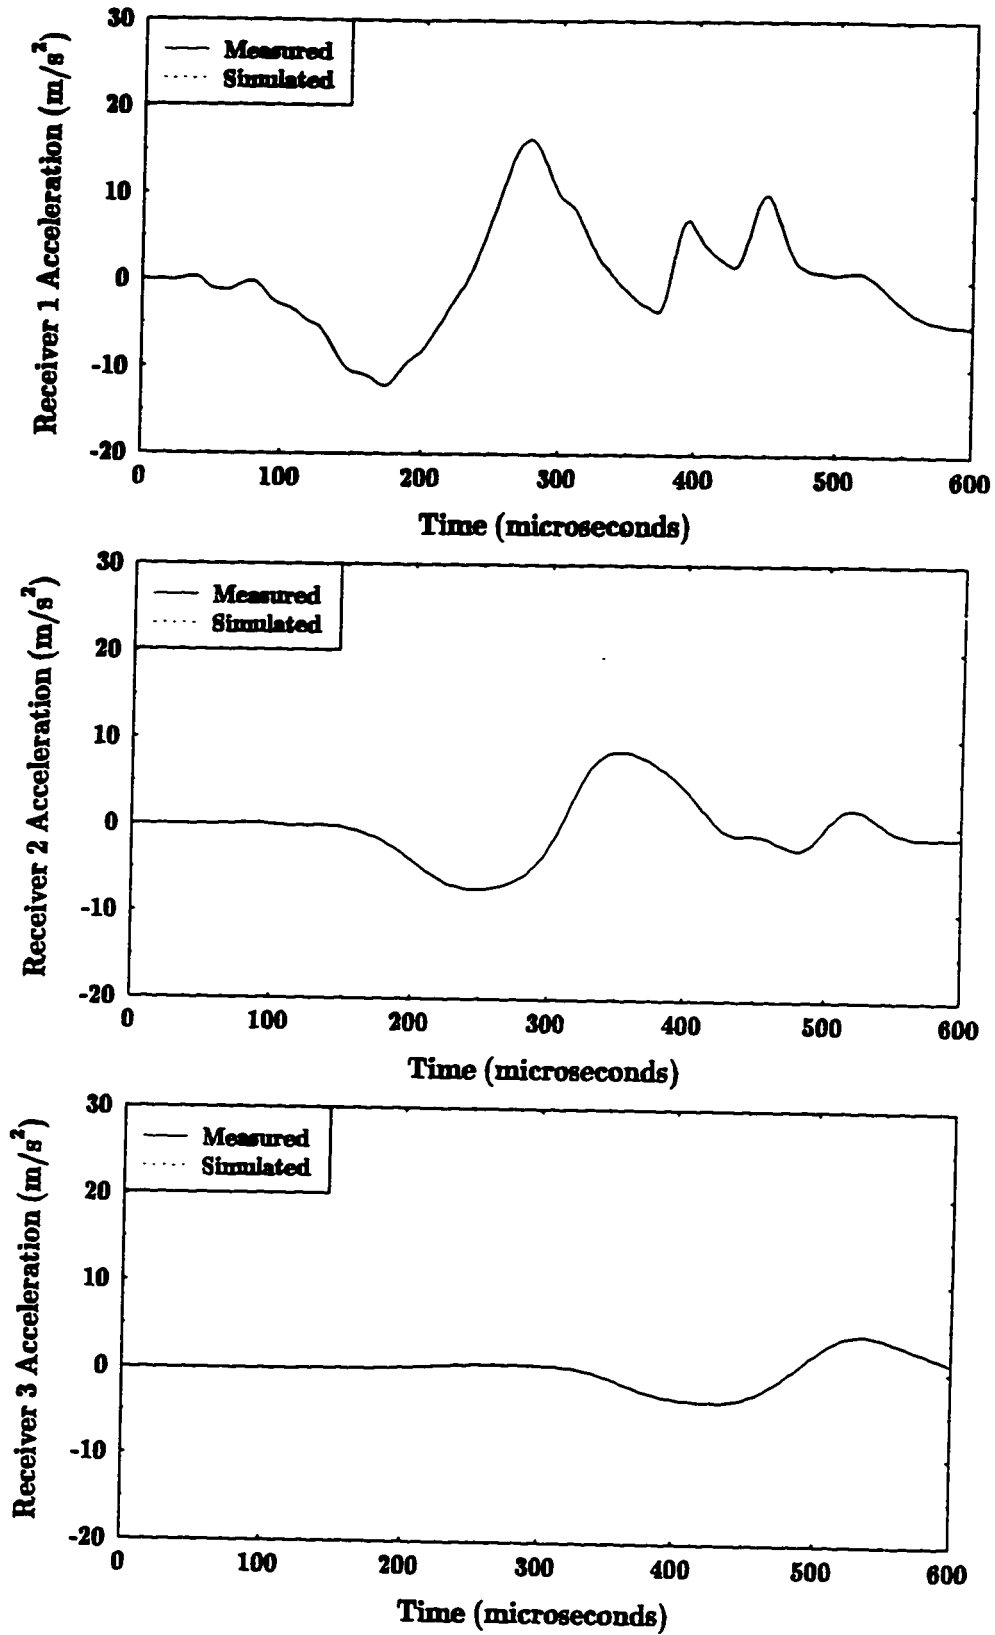 30
20
10
0
-10
-20
Receiver 1 Acceleration (m/s²)
Measured
Simulated
0 100 200 300 400 500 600
Time (microseconds)
30
20
10
0
-10
-20
Receiver 2 Acceleration (m/s²)
Measured
Simulated
0 100 200 300 400 500 600
Time (microseconds)
30
20
10
0
-10
-20
Receiver 3 Acceleration (m/s²)
Measured
Simulated
0 100 200 300 400 500 600
Time (microseconds)